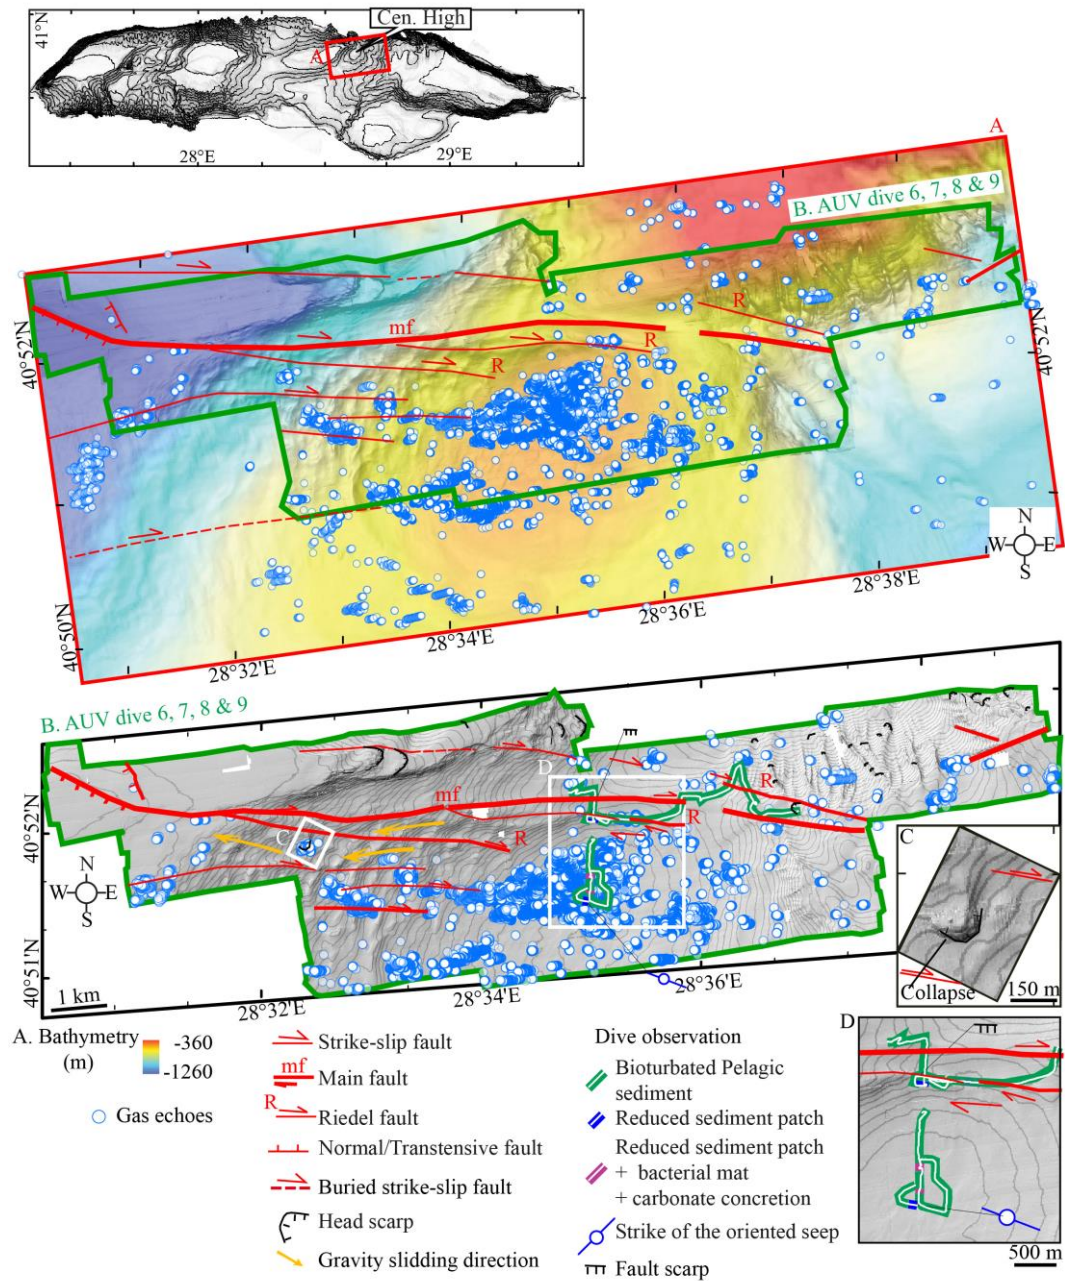 41°N
Cen. High
A
28°E
29°E
A
B. AUV dive 6, 7, 8 & 9
mf
R
R
R
40°52'N
40°52'N
N
W E
S
40°50'N
28°32'E
28°34'E
28°36'E
28°38'E
B. AUV dive 6, 7, 8 & 9
D
mf
R
R
R
C
40°52'N
N
W E
S
40°51'N
1 km
28°32'E
28°34'E
28°36'E
C
Collapse
150 m
A. Bathymetry
(m)
-360
-1260
Gas echoes
Strike-slip fault
mf
Main fault
R
Riedel fault
Normal/Transtensive fault
Buried strike-slip fault
Head scarp
Gravity slidding direction
Dive observation
Bioturbated Pelagic
sediment
Reduced sediment patch
Reduced sediment patch
+ bacterial mat
+ carbonate concretion
Strike of the oriented seep
Fault scarp
D
500 m